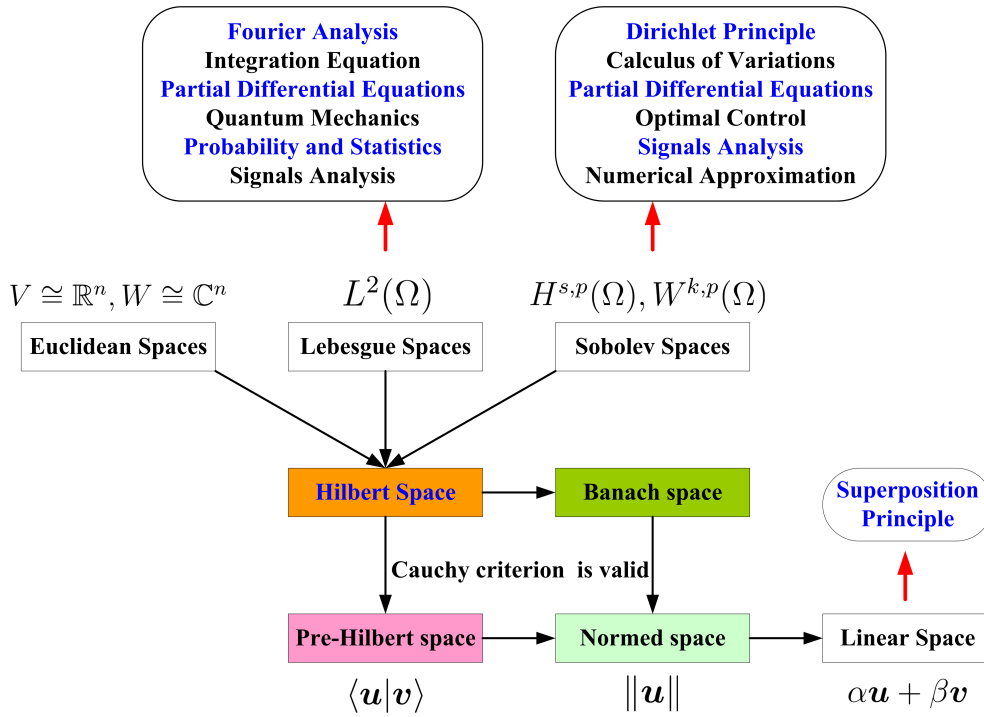 Fourier Analysis
Integration Equation
Partial Differential Equations
Quantum Mechanics
Probability and Statistics
Signals Analysis
Dirichlet Principle
Calculus of Variations
Partial Differential Equations
Optimal Control
Signals Analysis
Numerical Approximation
V ≅ ℝⁿ, W ≅ ℂⁿ
L²(Ω)
H^{s,p}(Ω), W^{k,p}(Ω)
Euclidean Spaces
Lebesgue Spaces
Sobolev Spaces
Hilbert Space
Banach space
Superposition
Principle
Cauchy criterion is valid
Pre-Hilbert space
Normed space
Linear Space
⟨u|v⟩
‖u‖
αu + βv